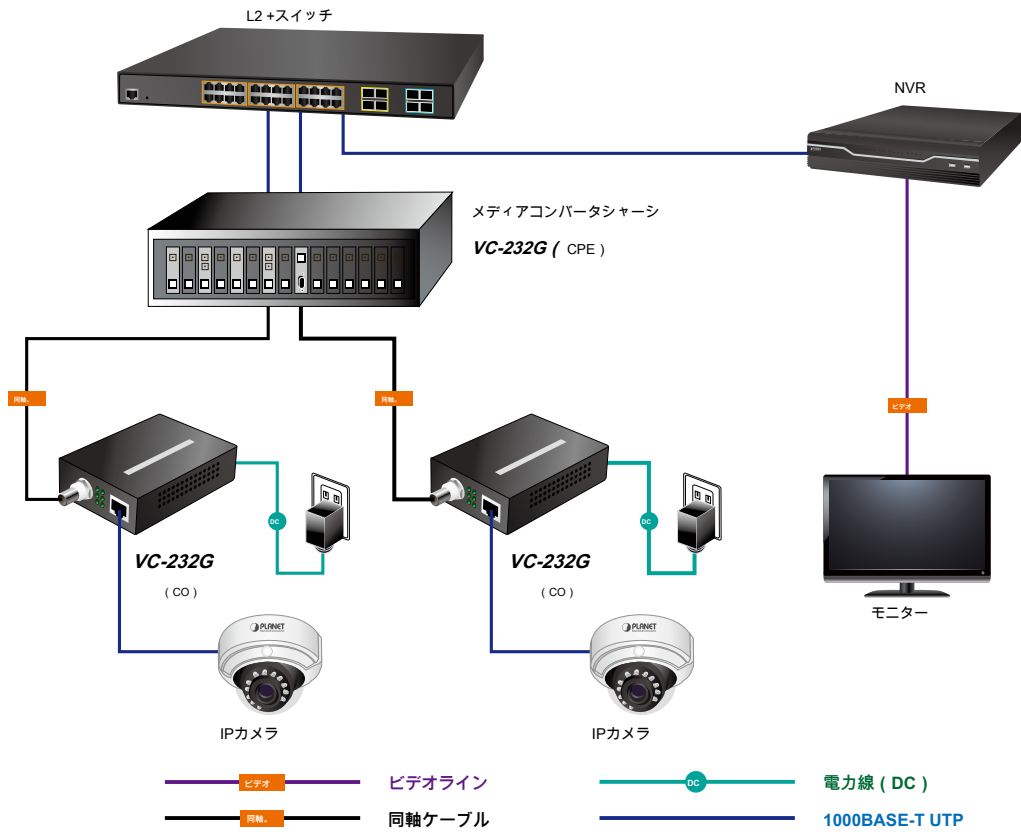 L2 +スイッチ
NVR
メディアコンバータシャーシ
VC-232G ( CPE )
同軸。
同軸。
ビデオ
DC
DC
VC-232G
( CO )
VC-232G
( CO )
モニター
PLANET
PLANET
IPカメラ
IPカメラ
ビデオ
ビデオライン
DC
電力線 ( DC )
同軸。
同軸ケーブル
1000BASE-T UTP